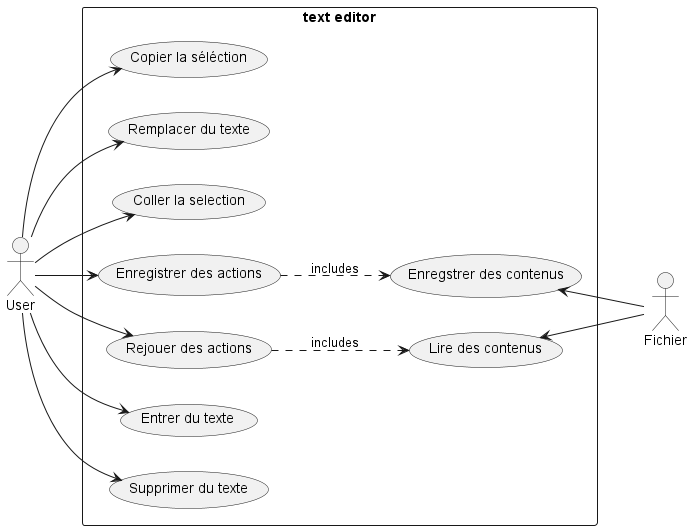 text editor
Copier la séléction
Remplacer du texte
Coller la selection
Enregistrer des actions
includes
Enregstrer des contenus
User
Fichier
Rejouer des actions
includes
Lire des contenus
Entrer du texte
Supprimer du texte